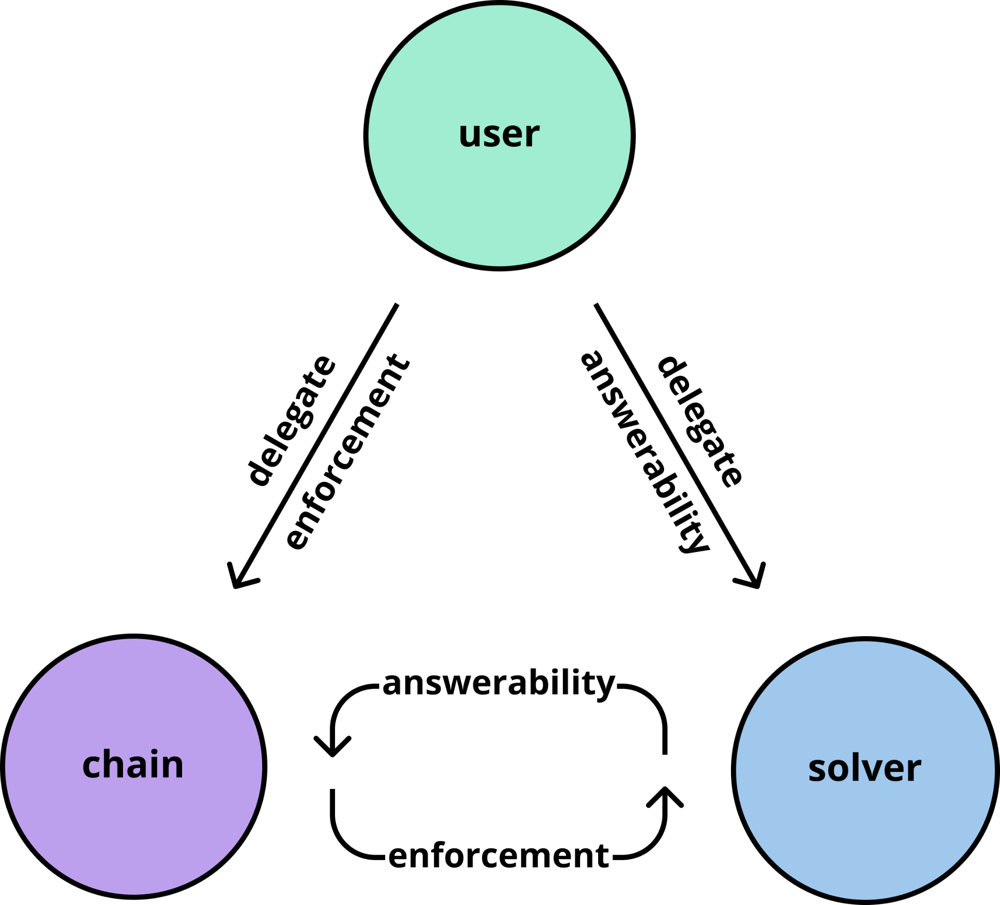 user
delegate
enforcement
answerability
delegate
answerability
chain
solver
enforcement